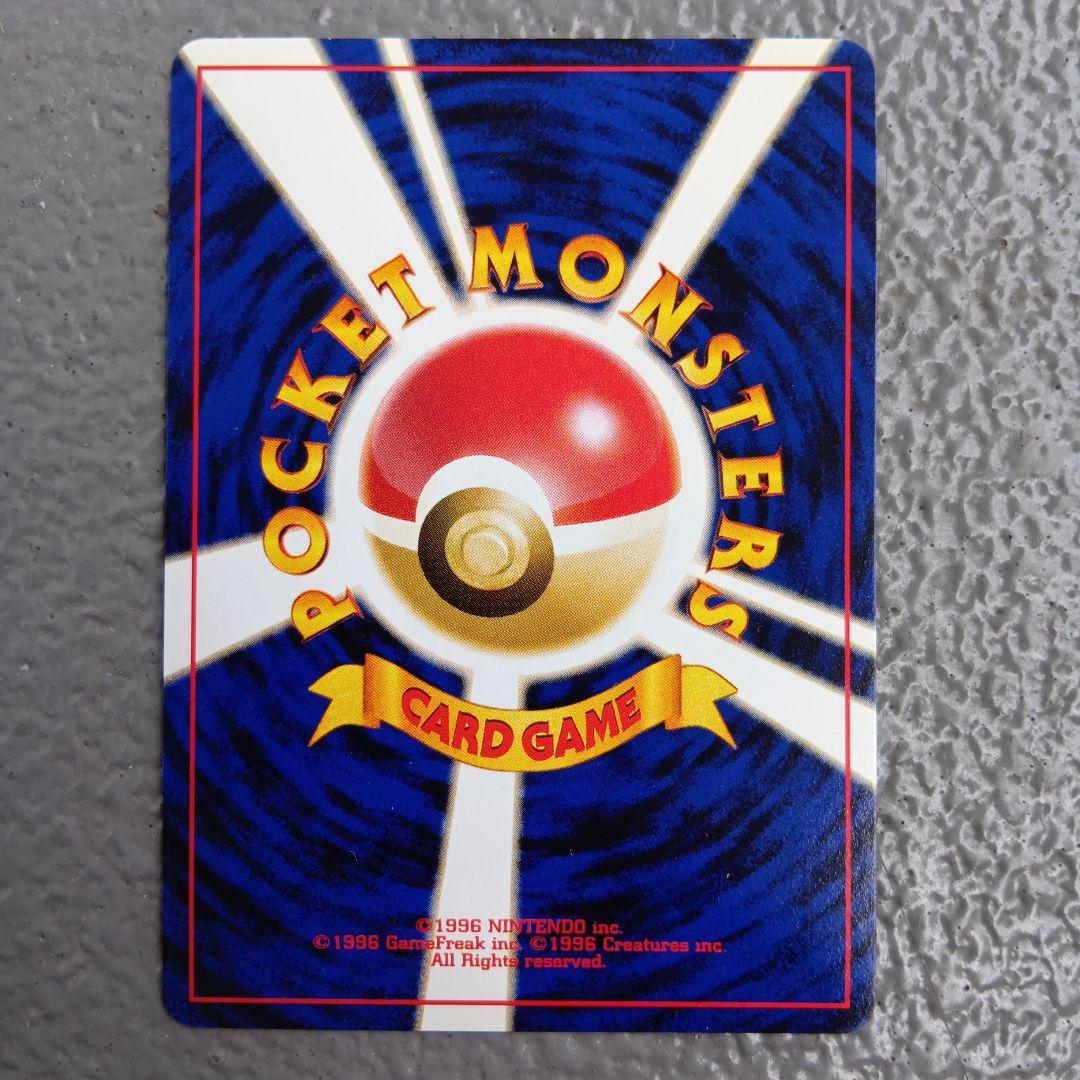 POCKET MONSTERS
CARD GAME
©1996 NINTENDO inc.
©1996 GameFreak inc. ©1996 Creatures inc.
All Rights reserved.